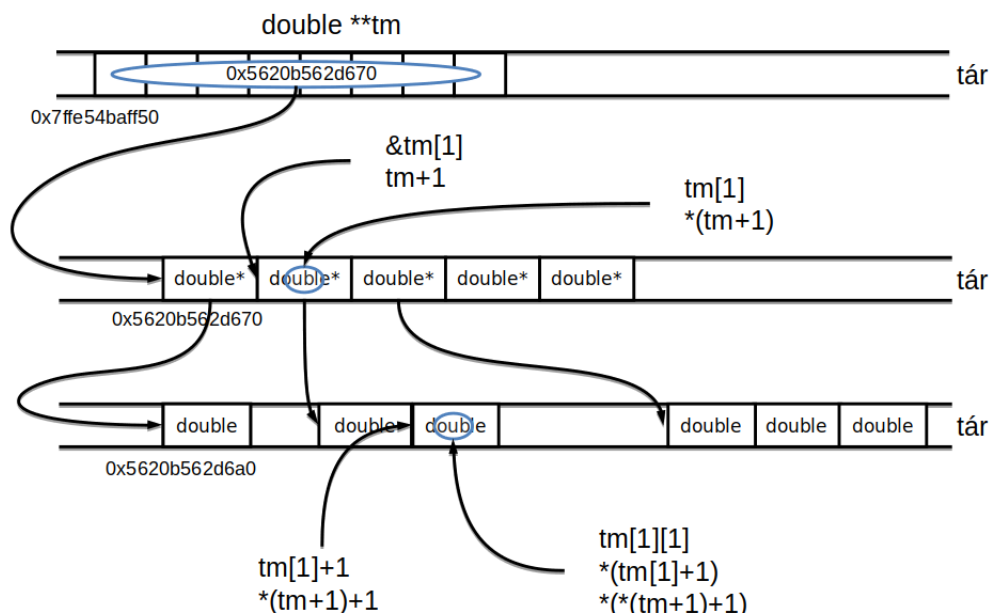 double **tm
0x5620b562d670
tár
0x7ffe54baff50
&tm[1]
tm+1
tm[1]
*(tm+1)
double* double* double* double* double*
tár
0x5620b562d670
double double double double double double
tár
0x5620b562d6a0
tm[1]+1
*(tm+1)+1
tm[1][1]
*(tm[1]+1)
*(*(tm+1)+1)